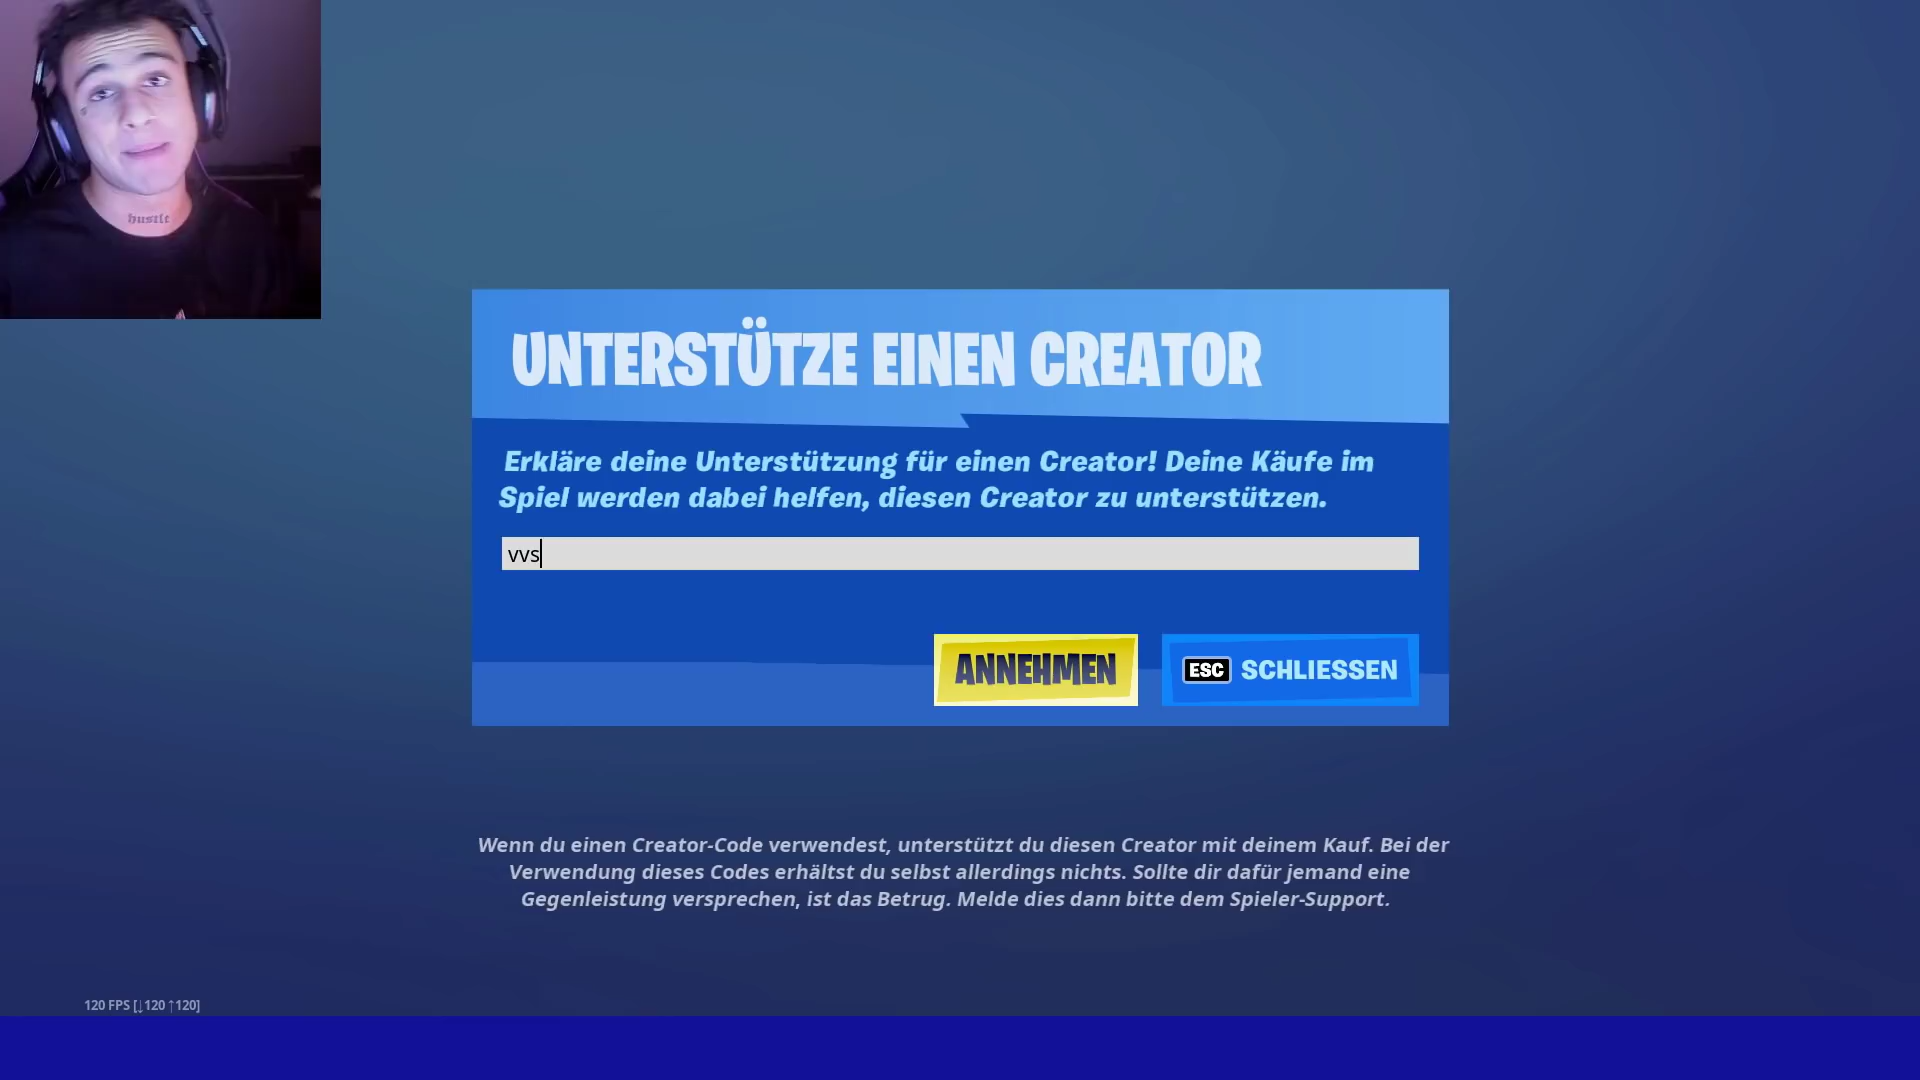 hustle
UNTERSTÜTZE EINEN CREATOR
Erkläre deine Unterstützung für einen Creator! Deine Käufe im
Spiel werden dabei helfen, diesen Creator zu unterstützen.
vvs
ANNEHMEN
ESC SCHLIESSEN
Wenn du einen Creator-Code verwendest, unterstützt du diesen Creator mit deinem Kauf. Bei der
Verwendung dieses Codes erhältst du selbst allerdings nichts. Sollte dir dafür jemand eine
Gegenleistung versprechen, ist das Betrug. Melde dies dann bitte dem Spieler-Support.
120 FPS [↓120 ↑120]